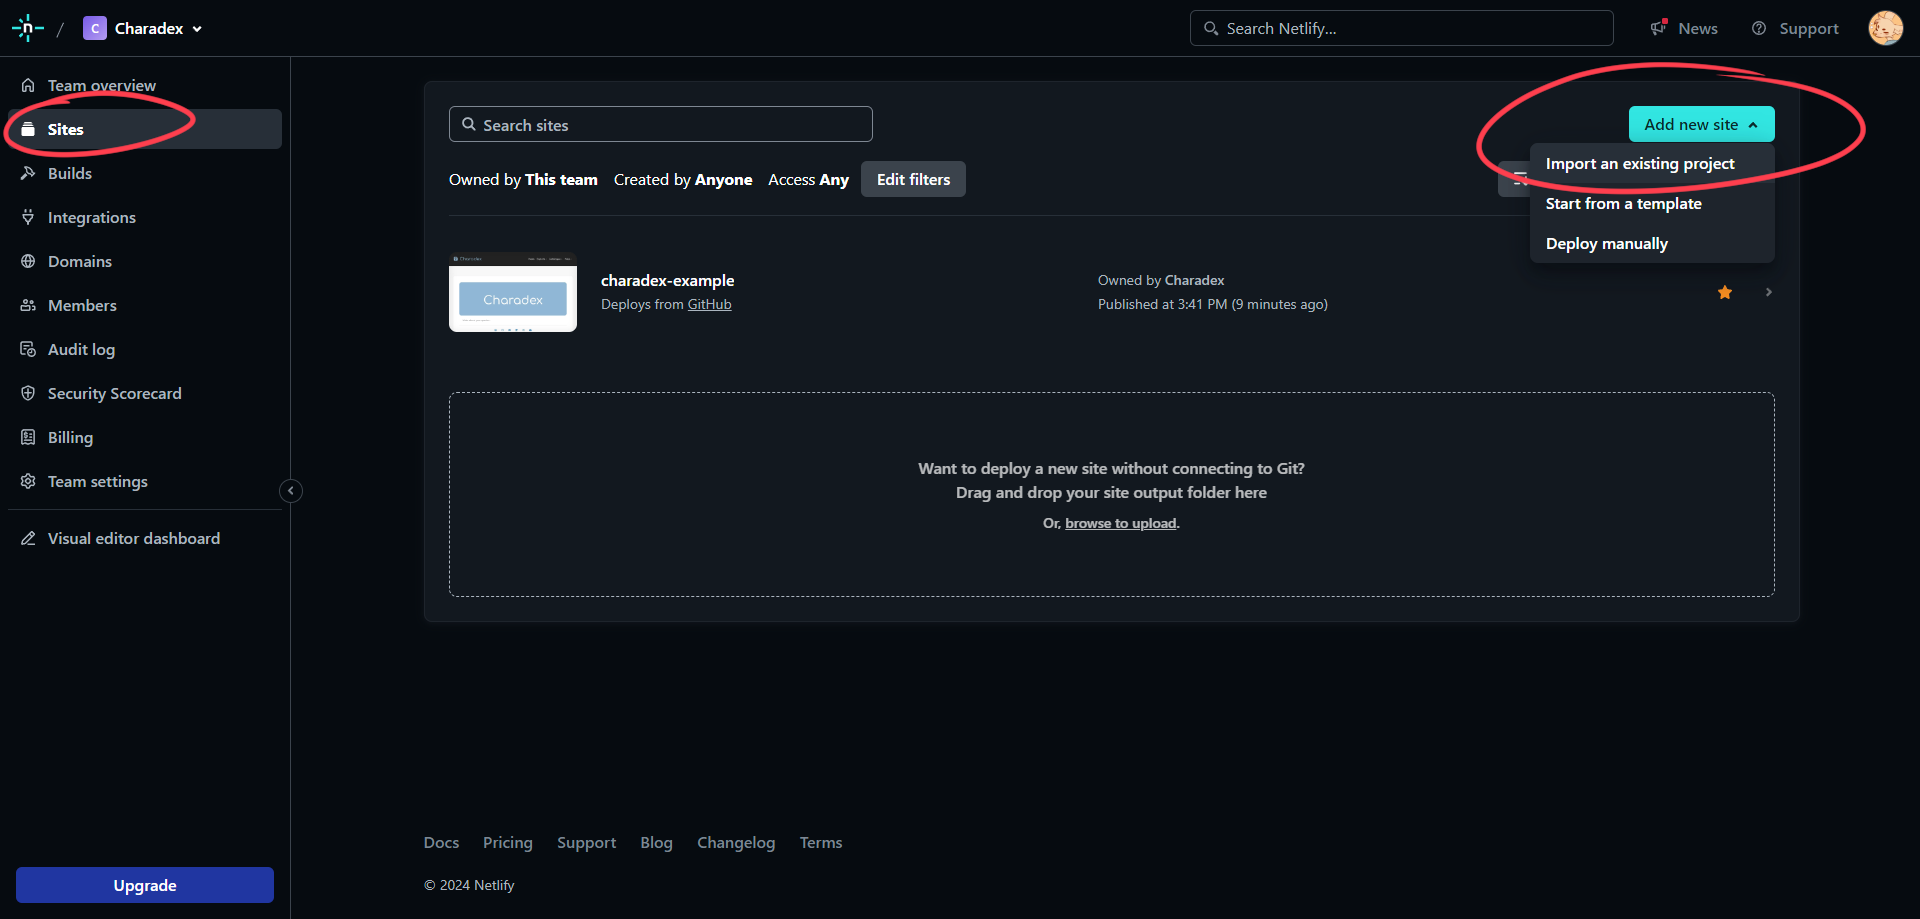 n / C Charadex
Search Netlify...
News
Support
Team overview
Sites
Builds
Integrations
Domains
Members
Audit log
Security Scorecard
Billing
Team settings
Visual editor dashboard
Upgrade
Search sites
Add new site
Import an existing project
Start from a template
Deploy manually
Owned by This team Created by Anyone Access Any Edit filters
Charadex
Charadex
charadex-example
Deploys from GitHub
Owned by Charadex
Published at 3:41 PM (9 minutes ago)
Want to deploy a new site without connecting to Git?
Drag and drop your site output folder here
Or, browse to upload.
Docs Pricing Support Blog Changelog Terms
© 2024 Netlify